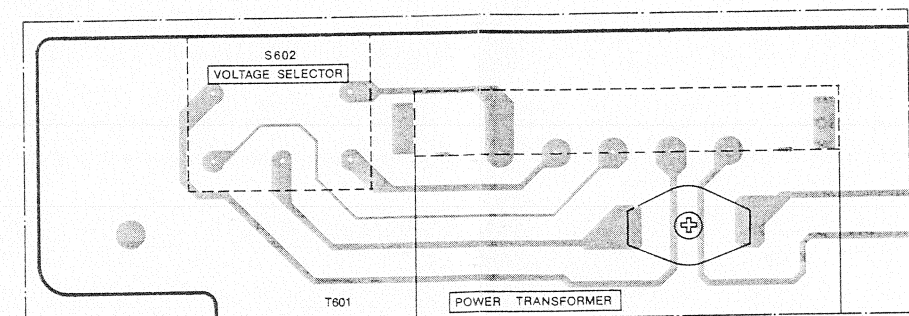 S602
VOLTAGE SELECTOR
T601
POWER TRANSFORMER